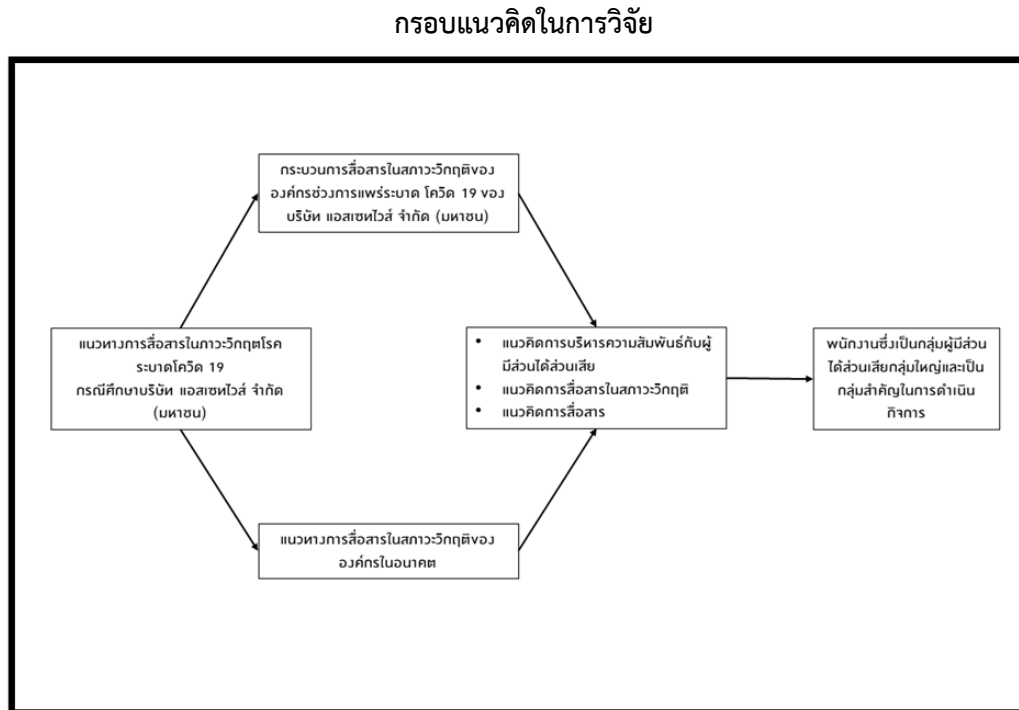 กรอบแนวคิดในการวิจัย
กระบวนการสื่อสารในสภาวะวิกฤติของ
องค์กรช่วงการแพร่ระบาด โควิด 19 ของ
บริษัท แอสเซทไวส์ จำกัด (มหาชน)
แนวทางการสื่อสารในภาวะวิกฤตโรค
ระบาดโควิด 19
กรณีศึกษาบริษัท แอสเซทไวส์ จำกัด
(มหาชน)
• แนวคิดการบริหารความสัมพันธ์กับผู้
มีส่วนได้ส่วนเสีย
• แนวคิดการสื่อสารในสภาวะวิกฤติ
• แนวคิดการสื่อสาร
พนักงานซึ่งเป็นกลุ่มผู้มีส่วน
ได้ส่วนเสียกลุ่มใหญ่และเป็น
กลุ่มสำคัญในการดำเนิน
กิจการ
แนวทางการสื่อสารในสภาวะวิกฤติของ
องค์กรในอนาคต